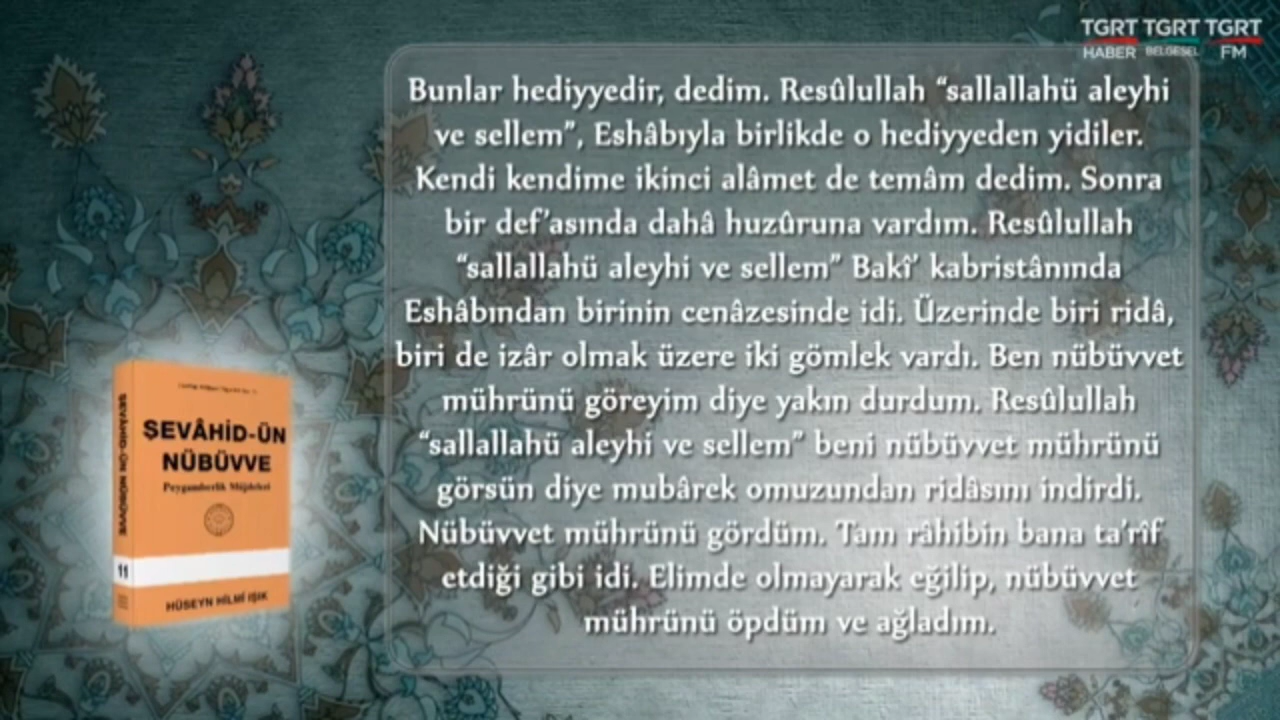 TGRT TGRT TGRT
HABER BELGESEL FM
Bunlar hediyyedir, dedim. Resûlullah “sallallahü aleyhi
ve sellem”, Eshâbıyla birlikde o hediyyeden yidiler.
Kendi kendime ikinci alâmet de temâm dedim. Sonra
bir def’asında dahâ huzûruna vardım. Resûlullah
“sallallahü aleyhi ve sellem” Bakî’ kabristânında
Eshâbından birinin cenâzesinde idi. Üzerinde biri ridâ,
biri de izâr olmak üzere iki gömlek vardı. Ben nübüvvet
mührünü göreyim diye yakın durdum. Resûlullah
“sallallahü aleyhi ve sellem” beni nübüvvet mührünü
görsün diye mubârek omuzundan ridâsını indirdi.
Nübüvvet mührünü gördüm. Tam râhibin bana ta’rîf
etdiği gibi idi. Elimde olmayarak eğilip, nübüvvet
mührünü öpdüm ve ağladım.
ŞEVÂHİD-ÜN
NÜBÜVVE
Peygamberlik Müjdeleri
HÜSEYN HİLMİ IŞIK
ŞEVÂHİD-ÜN NÜBÜVVE
11